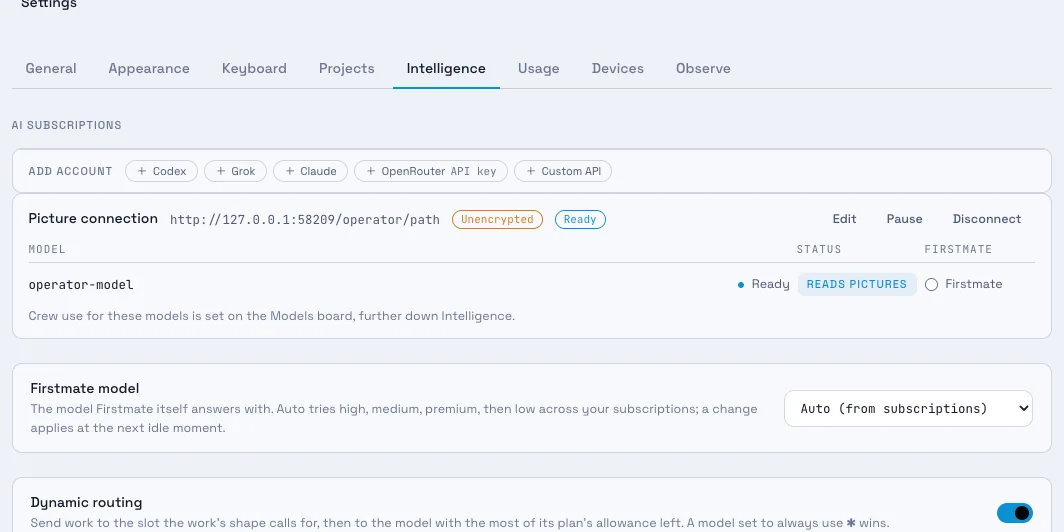 Settings
General Appearance Keyboard Projects Intelligence Usage Devices Observe
AI SUBSCRIPTIONS
ADD ACCOUNT + Codex + Grok + Claude + OpenRouter API key + Custom API
Picture connection http://127.0.0.1:58209/operator/path Unencrypted Ready Edit Pause Disconnect
MODEL STATUS FIRSTMATE
operator-model Ready READS PICTURES Firstmate
Crew use for these models is set on the Models board, further down Intelligence.
Firstmate model
The model Firstmate itself answers with. Auto tries high, medium, premium, then low across your subscriptions; a change
applies at the next idle moment.
Auto (from subscriptions)
Dynamic routing
Send work to the slot the work's shape calls for, then to the model with the most of its plan's allowance left. A model set to always use ✱ wins.